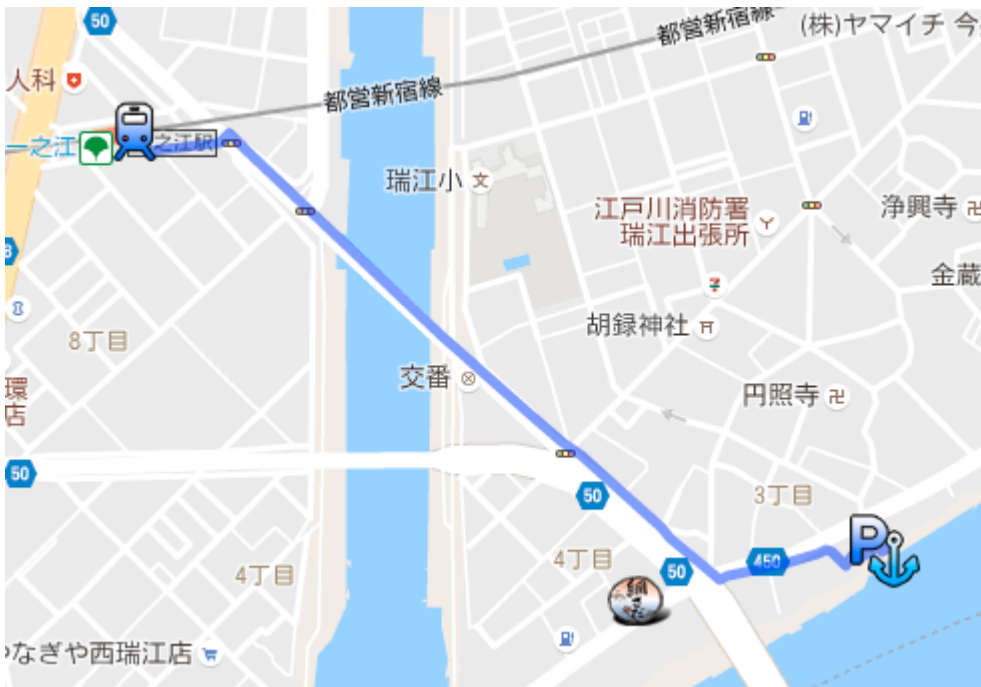 50
都営新宿線
(株)ヤマイチ 今
人科
都営新宿線
一之江
之江駅
瑞江小
文
江戸川消防署
瑞江出張所
浄興寺
金蔵
胡録神社
8丁目
環
店
交番
円照寺
50
50
3丁目
4丁目
4丁目
50
450
P
なぎや西瑞江店